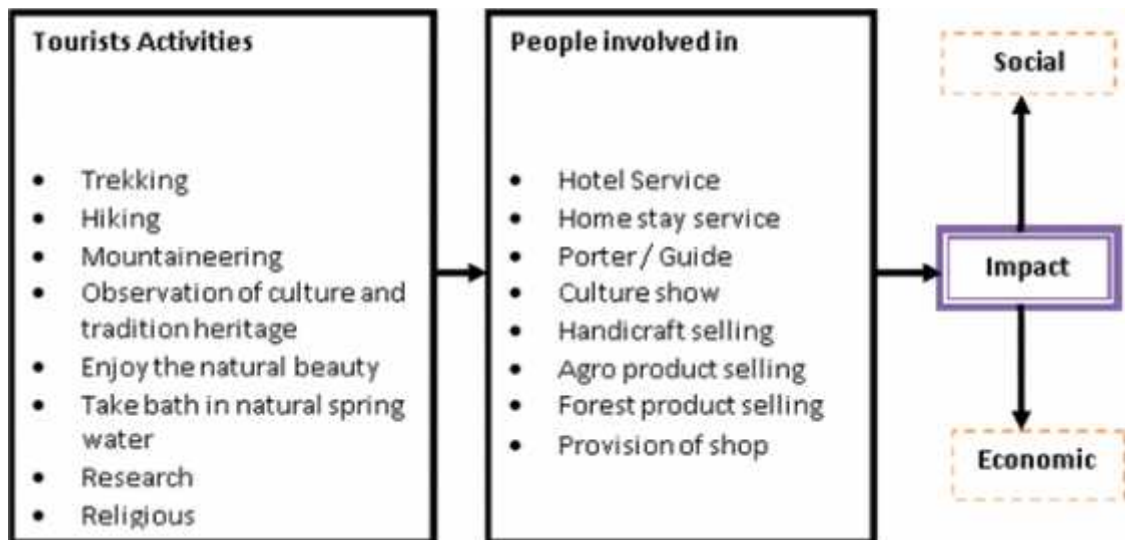 Tourists Activities
• Trekking
• Hiking
• Mountaineering
• Observation of culture and
tradition heritage
• Enjoy the natural beauty
• Take bath in natural spring
water
• Research
• Religious
People involved in
• Hotel Service
• Home stay service
• Porter / Guide
• Culture show
• Handicraft selling
• Agro product selling
• Forest product selling
• Provision of shop
Social
Impact
Economic